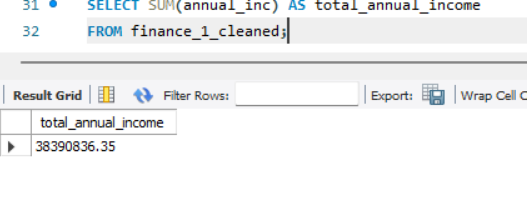 31 SELECT SUM(annual_inc) AS total_annual_income
32 FROM finance_1_cleaned;
Result Grid Filter Rows: Export: Wrap Cell C
total_annual_income
38390836.35